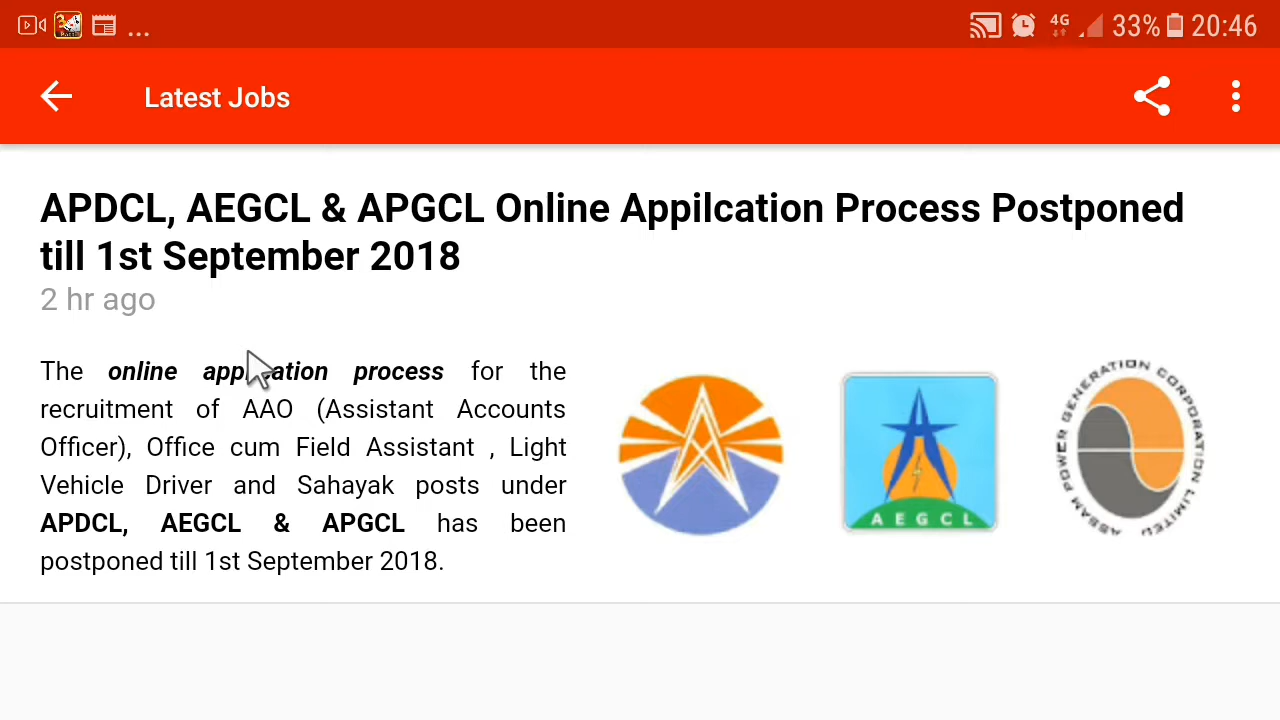 ...
4G
33%
20:46
Latest Jobs
APDCL, AEGCL & APGCL Online Appilcation Process Postponed
till 1st September 2018
2 hr ago
The online application process for the
recruitment of AAO (Assistant Accounts
Officer), Office cum Field Assistant , Light
Vehicle Driver and Sahayak posts under
APDCL, AEGCL & APGCL has been
postponed till 1st September 2018.
AEGCL
ASSAM POWER GENERATION CORPORATION LIMITED